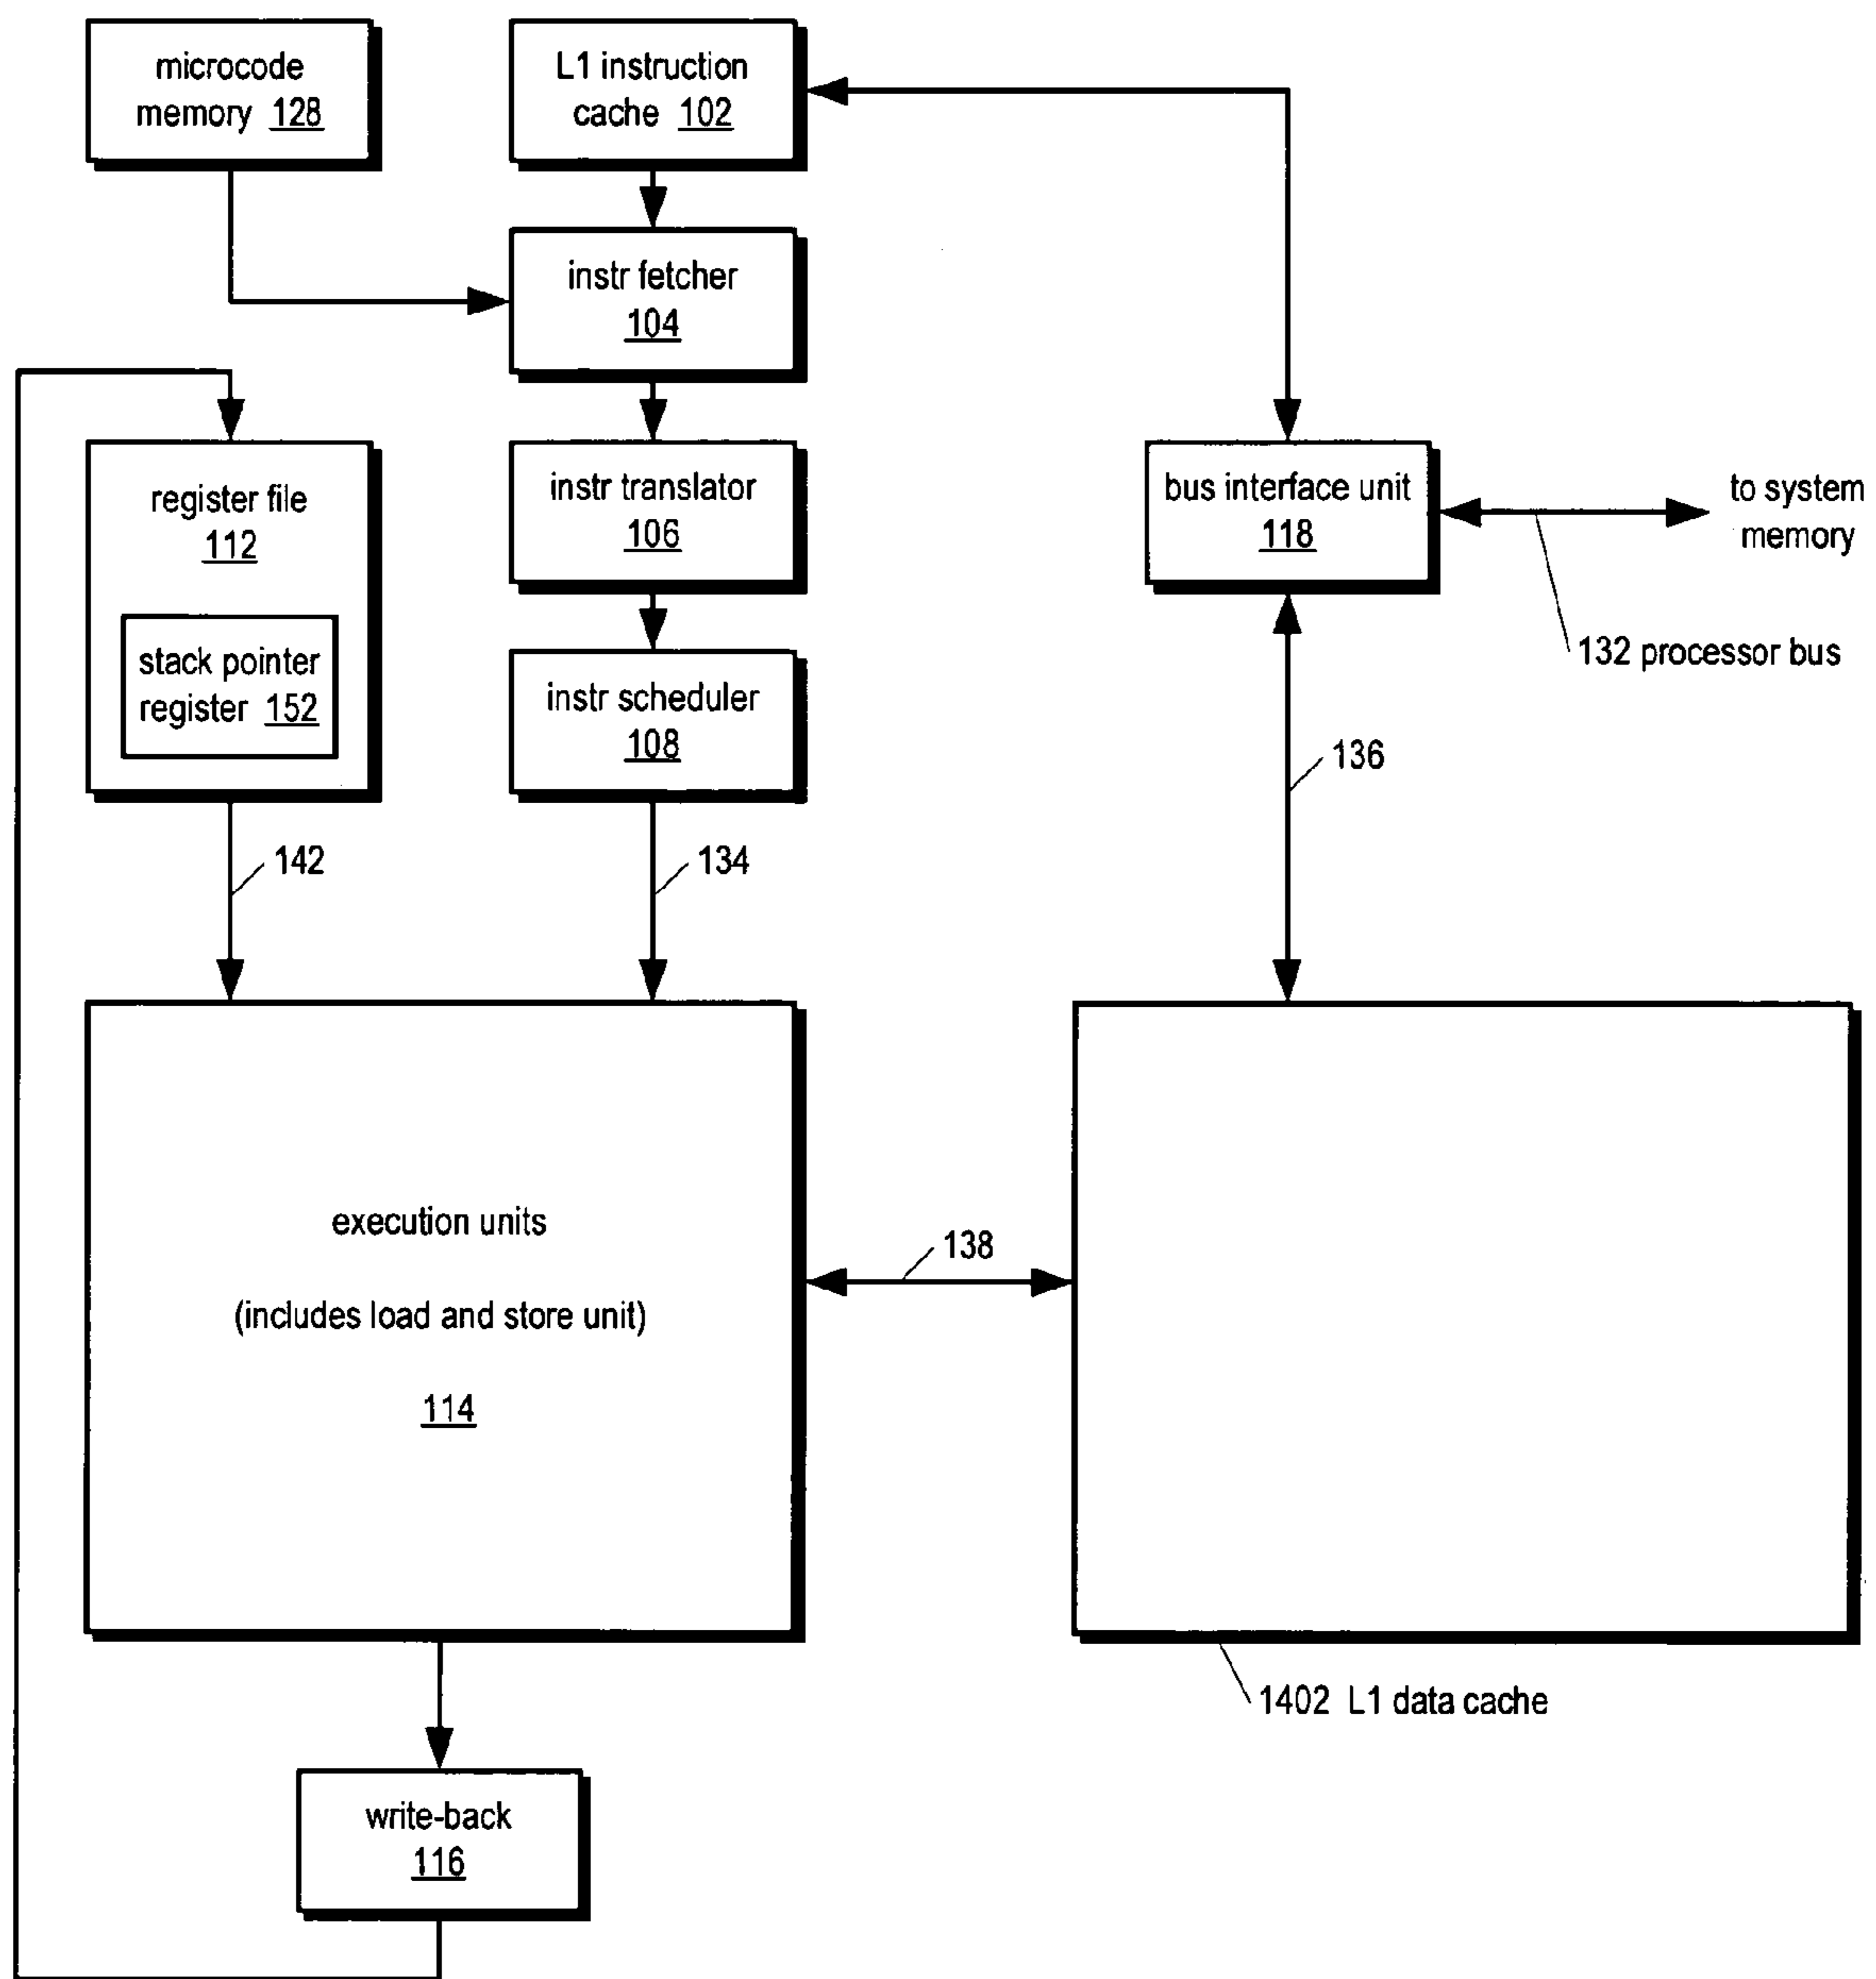 microcode
memory 128
L1 instruction
cache 102
instr fetcher
104
register file
112
stack pointer
register 152
instr translator
106
instr scheduler
108
bus interface unit
118
to system
memory
132 processor bus
136
142
134
execution units
(includes load and store unit)
114
138
1402 L1 data cache
write-back
116